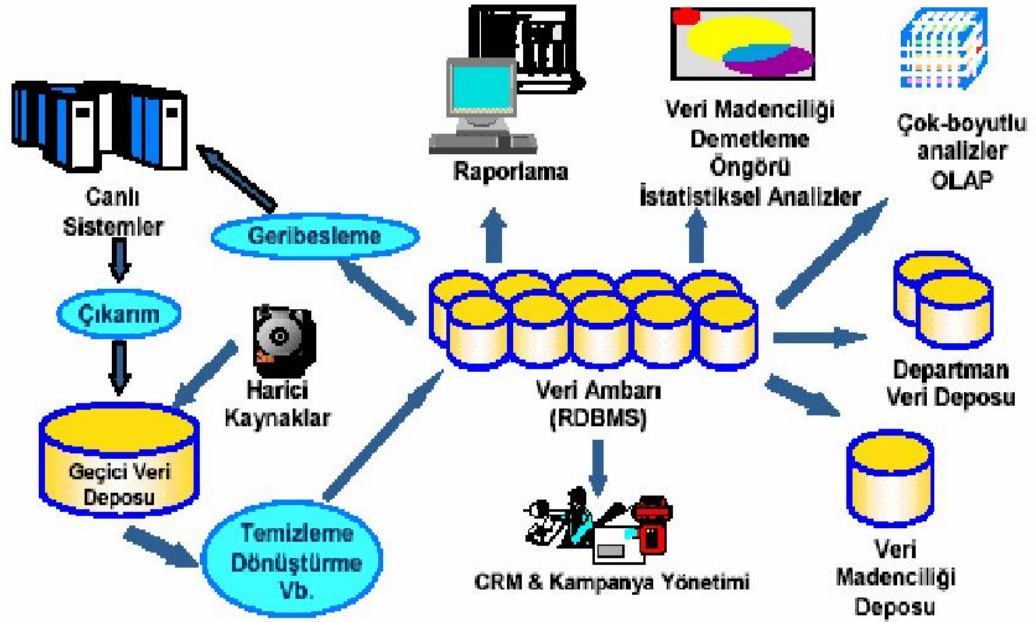 Canlı
Sistemler
Çıkarım
Geribesleme
Harici
Kaynaklar
Geçici Veri
Deposu
Temizleme
Dönüştürme
Vb.
Raporlama
Veri Madenciliği
Demetleme
Öngörü
İstatistiksel Analizler
Çok-boyutlu
analizler
OLAP
Veri Ambarı
(RDBMS)
Departman
Veri Deposu
CRM & Kampanya Yönetimi
Veri
Madenciliği
Deposu